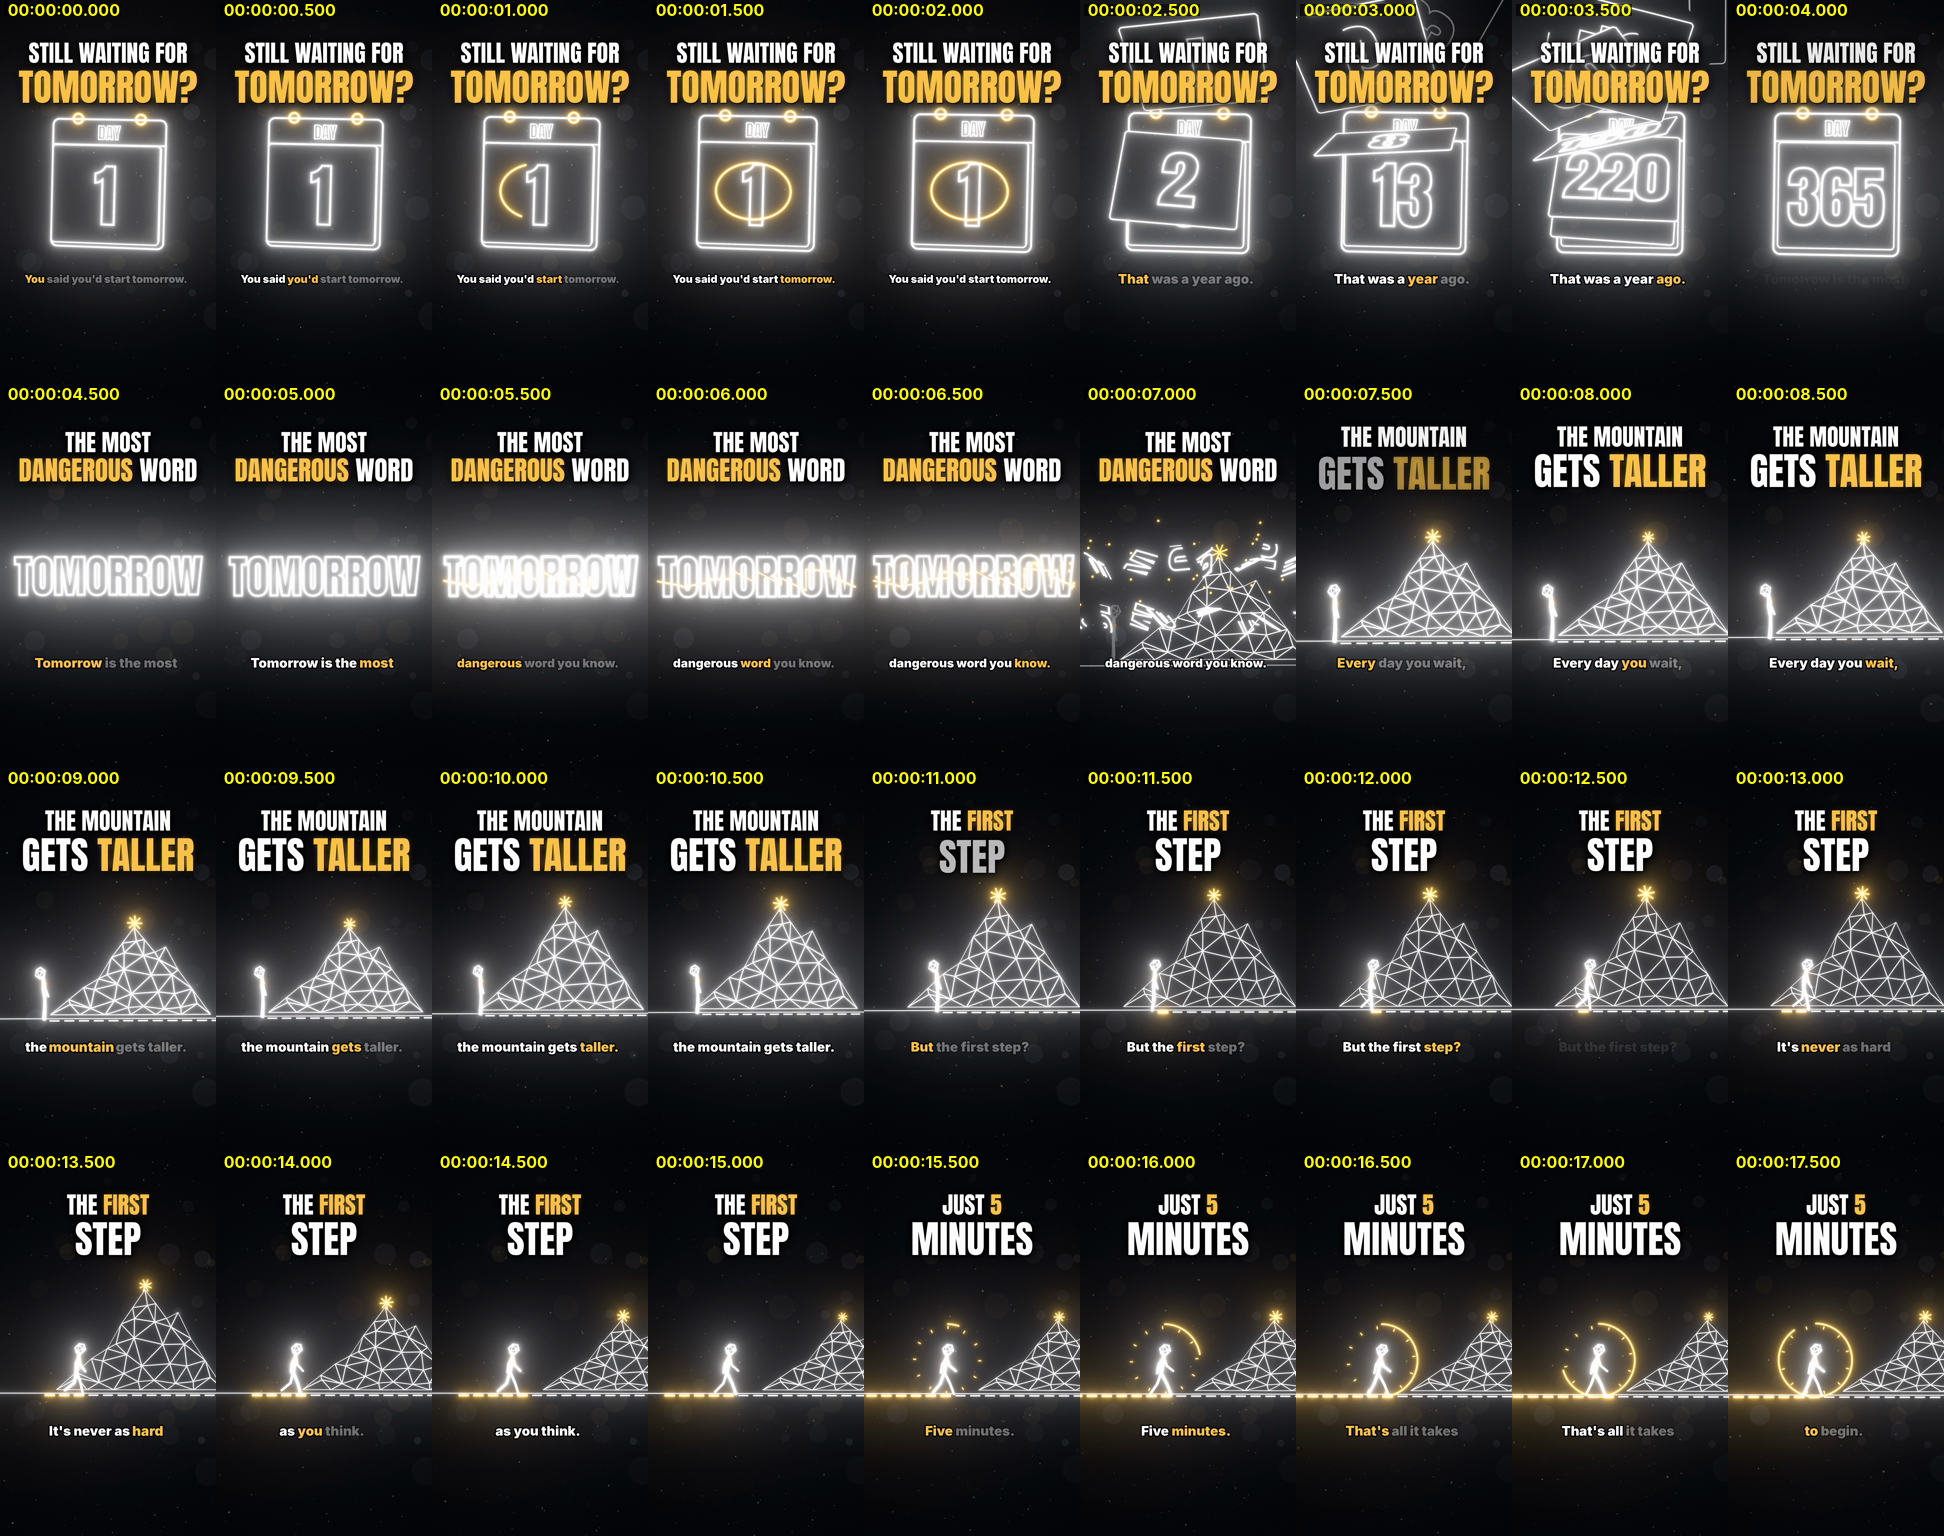 00:00:00.000
STILL WAITING FOR
TOMORROW?
DAY
1
You said you'd start tomorrow.
00:00:00.500
STILL WAITING FOR
TOMORROW?
DAY
1
You said you'd start tomorrow.
00:00:01.000
STILL WAITING FOR
TOMORROW?
DAY
1
You said you'd start tomorrow.
00:00:01.500
STILL WAITING FOR
TOMORROW?
DAY
1
You said you'd start tomorrow.
00:00:02.000
STILL WAITING FOR
TOMORROW?
DAY
1
You said you'd start tomorrow.
00:00:02.500
STILL WAITING FOR
TOMORROW?
DAY
2
That was a year ago.
00:00:03.000
STILL WAITING FOR
TOMORROW?
DAY
13
That was a year ago.
00:00:03.500
STILL WAITING FOR
TOMORROW?
DAY
220
That was a year ago.
00:00:04.000
STILL WAITING FOR
TOMORROW?
DAY
365
Tomorrow is the most
00:00:04.500
THE MOST
DANGEROUS WORD
TOMORROW
Tomorrow is the most
00:00:05.000
THE MOST
DANGEROUS WORD
TOMORROW
Tomorrow is the most
00:00:05.500
THE MOST
DANGEROUS WORD
TOMORROW
dangerous word you know.
00:00:06.000
THE MOST
DANGEROUS WORD
TOMORROW
dangerous word you know.
00:00:06.500
THE MOST
DANGEROUS WORD
TOMORROW
dangerous word you know.
00:00:07.000
THE MOST
DANGEROUS WORD
dangerous word you know.
00:00:07.500
THE MOUNTAIN
GETS TALLER
Every day you wait,
00:00:08.000
THE MOUNTAIN
GETS TALLER
Every day you wait,
00:00:08.500
THE MOUNTAIN
GETS TALLER
Every day you wait,
00:00:09.000
THE MOUNTAIN
GETS TALLER
the mountain gets taller.
00:00:09.500
THE MOUNTAIN
GETS TALLER
the mountain gets taller.
00:00:10.000
THE MOUNTAIN
GETS TALLER
the mountain gets taller.
00:00:10.500
THE MOUNTAIN
GETS TALLER
the mountain gets taller.
00:00:11.000
THE FIRST
STEP
But the first step?
00:00:11.500
THE FIRST
STEP
But the first step?
00:00:12.000
THE FIRST
STEP
But the first step?
00:00:12.500
THE FIRST
STEP
But the first step?
00:00:13.000
THE FIRST
STEP
It's never as hard
00:00:13.500
THE FIRST
STEP
It's never as hard
00:00:14.000
THE FIRST
STEP
as you think.
00:00:14.500
THE FIRST
STEP
as you think.
00:00:15.000
THE FIRST
STEP
00:00:15.500
JUST 5
MINUTES
Five minutes.
00:00:16.000
JUST 5
MINUTES
Five minutes.
00:00:16.500
JUST 5
MINUTES
That's all it takes
00:00:17.000
JUST 5
MINUTES
That's all it takes
00:00:17.500
JUST 5
MINUTES
to begin.